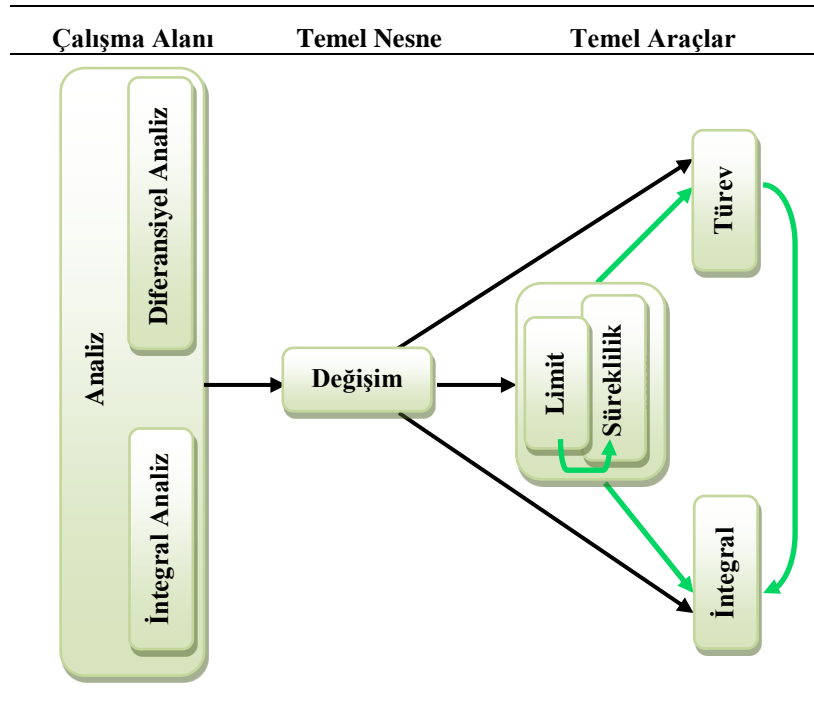 Çalışma Alanı Temel Nesne Temel Araçlar
Analiz
Diferansiyel Analiz
İntegral Analiz
Değişim
Limit
Süreklilik
Türev
İntegral